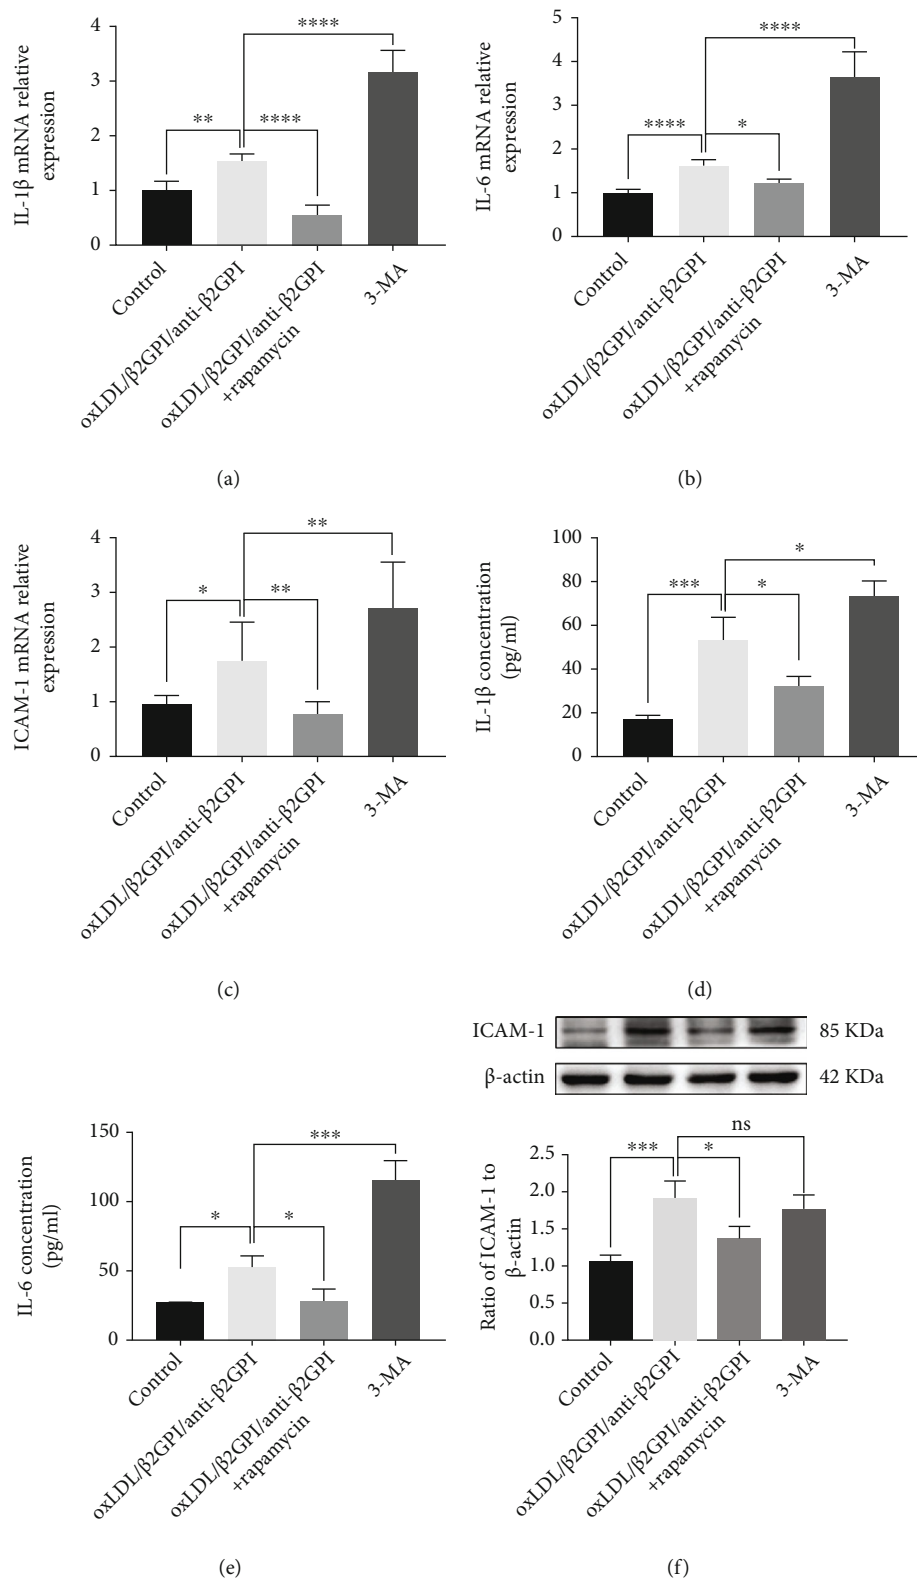 IL-1β mRNA relative
expression
4
3
2
1
0
**
****
****
Control
oxLDL/β2GPI/anti-β2GPI
oxLDL/β2GPI/anti-β2GPI
+rapamycin
3-MA
(a)
IL-6 mRNA relative
expression
5
4
3
2
1
0
****
*
****
Control
oxLDL/β2GPI/anti-β2GPI
oxLDL/β2GPI/anti-β2GPI
+rapamycin
3-MA
(b)
ICAM-1 mRNA relative
expression
4
3
2
1
0
*
**
**
Control
oxLDL/β2GPI/anti-β2GPI
oxLDL/β2GPI/anti-β2GPI
+rapamycin
3-MA
(c)
IL-1β concentration
(pg/ml)
100
80
60
40
20
0
***
*
*
Control
oxLDL/β2GPI/anti-β2GPI
oxLDL/β2GPI/anti-β2GPI
+rapamycin
3-MA
(d)
IL-6 concentration
(pg/ml)
150
100
50
0
*
*
***
Control
oxLDL/β2GPI/anti-β2GPI
oxLDL/β2GPI/anti-β2GPI
+rapamycin
3-MA
(e)
ICAM-1 85 KDa
β-actin 42 KDa
Ratio of ICAM-1 to
β-actin
2.5
2.0
1.5
1.0
0.5
0.0
***
*
ns
Control
oxLDL/β2GPI/anti-β2GPI
oxLDL/β2GPI/anti-β2GPI
+rapamycin
3-MA
(f)